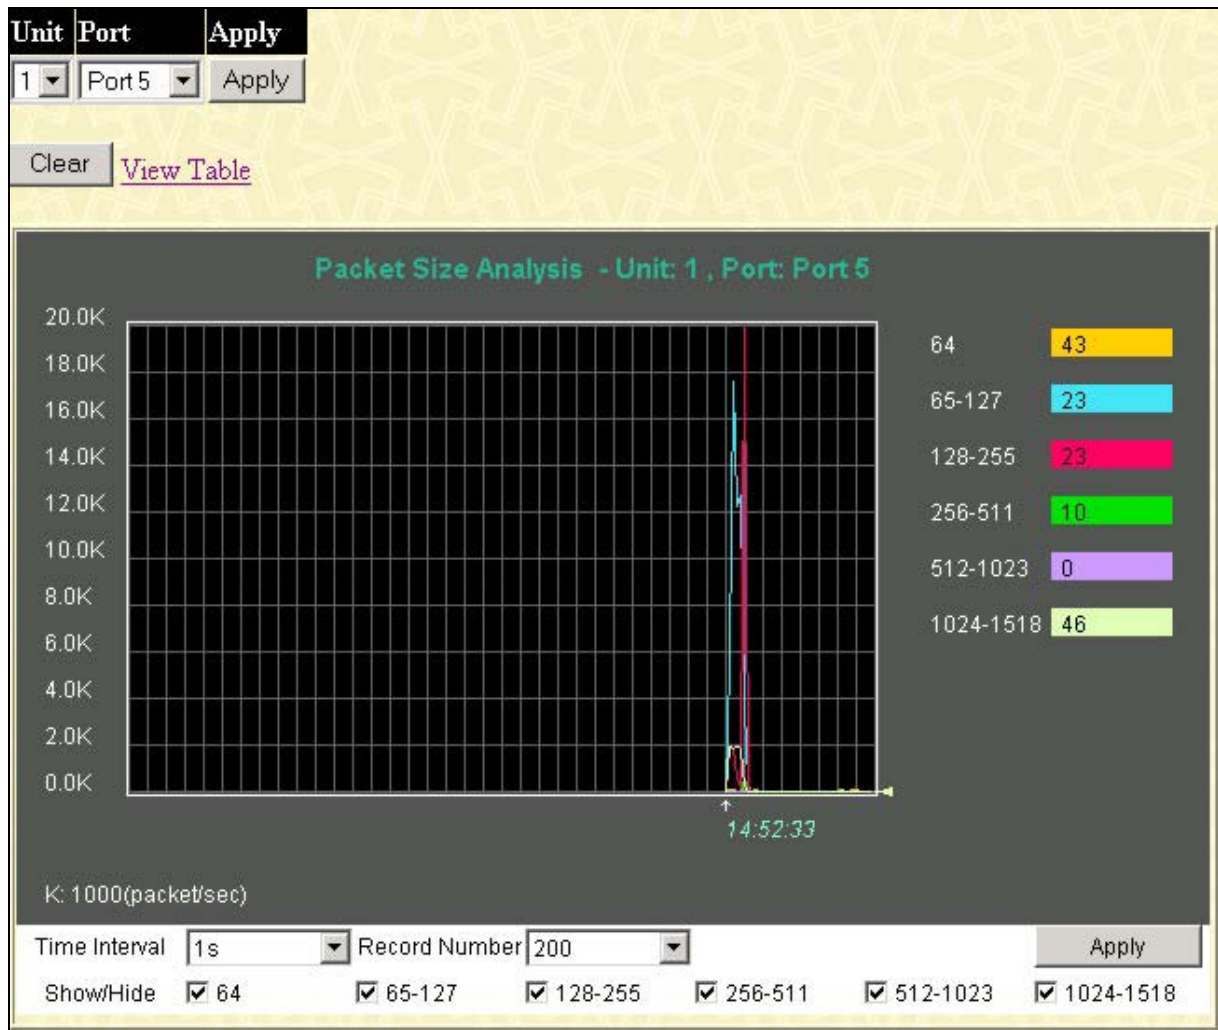 Unit Port Apply
1 Port 5 Apply
Clear View Table
Packet Size Analysis - Unit: 1 , Port: Port 5
20.0K
18.0K
16.0K
14.0K
12.0K
10.0K
8.0K
6.0K
4.0K
2.0K
0.0K
14:52:33
64 43
65-127 23
128-255 23
256-511 10
512-1023 0
1024-1518 46
K: 1000(packet/sec)
Time Interval 1s Record Number 200 Apply
Show/Hide 64 65-127 128-255 256-511 512-1023 1024-1518